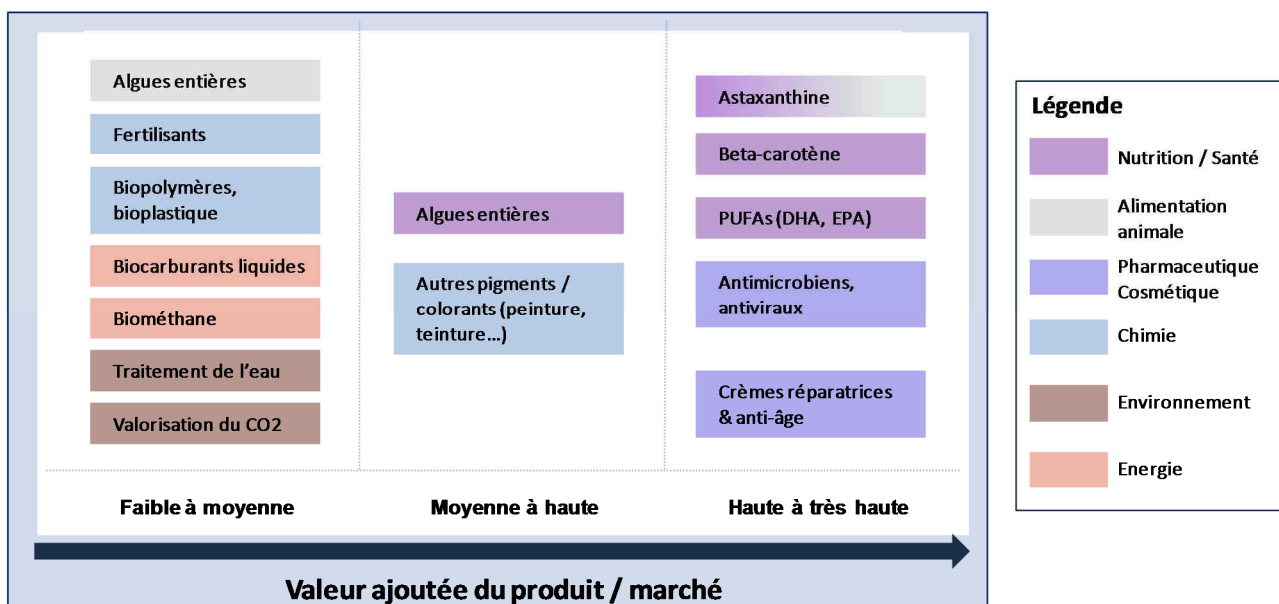 Algues entières
Fertilisants
Biopolymères,
bioplastique
Biocarburants liquides
Biométhane
Traitement de l'eau
Valorisation du CO2
Faible à moyenne
Algues entières
Autres pigments /
colorants (peinture,
teinture...)
Moyenne à haute
Astaxanthine
Beta-carotène
PUFAs (DHA, EPA)
Antimicrobiens,
antiviraux
Crèmes réparatrices
& anti-âge
Haute à très haute
Valeur ajoutée du produit / marché
Légende
Nutrition / Santé
Alimentation
animale
Pharmaceutique
Cosmétique
Chimie
Environnement
Energie